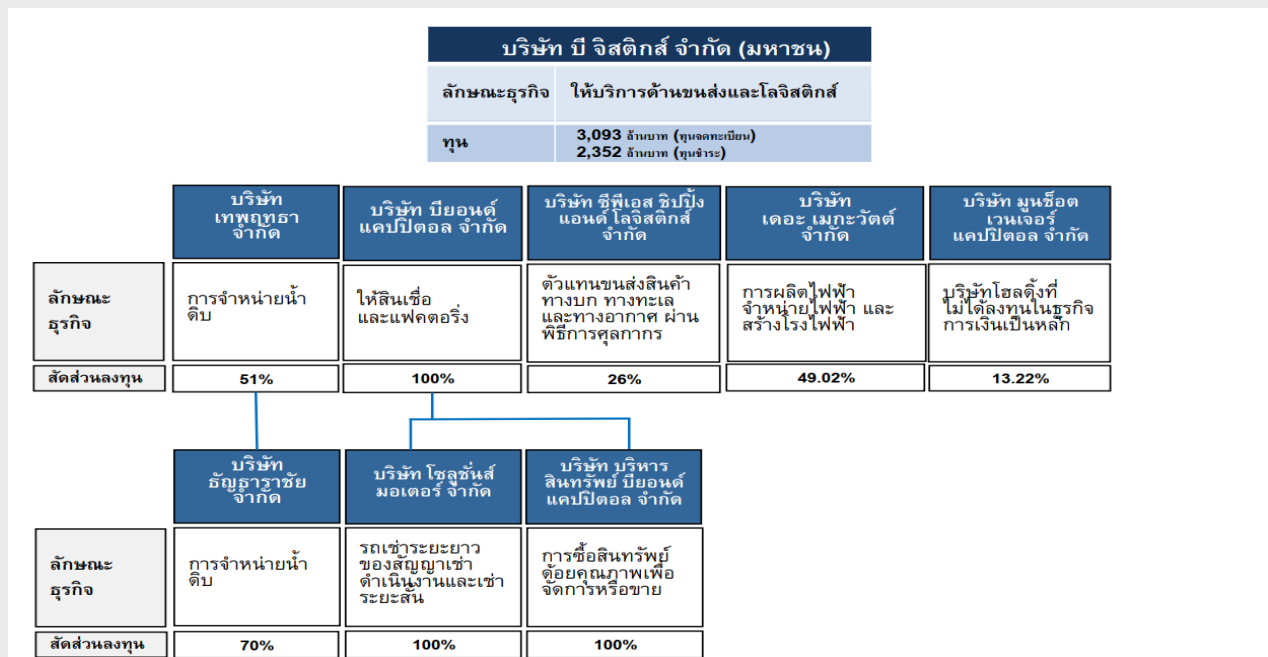 บริษัท บี จิสติกส์ จำกัด (มหาชน)
ลักษณะธุรกิจ ให้บริการด้านขนส่งและโลจิสติกส์
ทุน
3,093 ล้านบาท (ทุนจดทะเบียน)
2,352 ล้านบาท (ทุนชำระ)
บริษัท
เทพฤทธา
จำกัด
บริษัท บียอนด์
แคปปิตอล จำกัด
บริษัท ซีพีเอส ชิปปิ้ง
แอนด์ โลจิสติกส์
จำกัด
บริษัท
เดอะ เมกะวัตต์
จำกัด
บริษัท มูนช็อต
เวนเจอร์
แคปปิตอล จำกัด
ลักษณะ
ธุรกิจ
การจำหน่ายน้ำ
ดิบ
ให้สินเชื่อ
และแฟคตอริ่ง
ตัวแทนขนส่งสินค้า
ทางบก ทางทะเล
และทางอากาศ ผ่าน
พิธีการศุลกากร
การผลิตไฟฟ้า
จำหน่ายไฟฟ้า และ
สร้างโรงไฟฟ้า
บริษัทโฮลดิ้งที่
ไม่ได้ลงทุนในธุรกิจ
การเงินเป็นหลัก
สัดส่วนลงทุน 51% 100% 26% 49.02% 13.22%
บริษัท
ธัญธาราชัย
จำกัด
บริษัท โซลูชั่นส์
มอเตอร์ จำกัด
บริษัท บริหาร
สินทรัพย์ บียอนด์
แคปปิตอล จำกัด
ลักษณะ
ธุรกิจ
การจำหน่ายน้ำ
ดิบ
รถเช่าระยะยาว
ของสัญญาเช่า
ดำเนินงานและเช่า
ระยะสั้น
การซื้อสินทรัพย์
ด้อยคุณภาพเพื่อ
จัดการหรือขาย
สัดส่วนลงทุน 70% 100% 100%